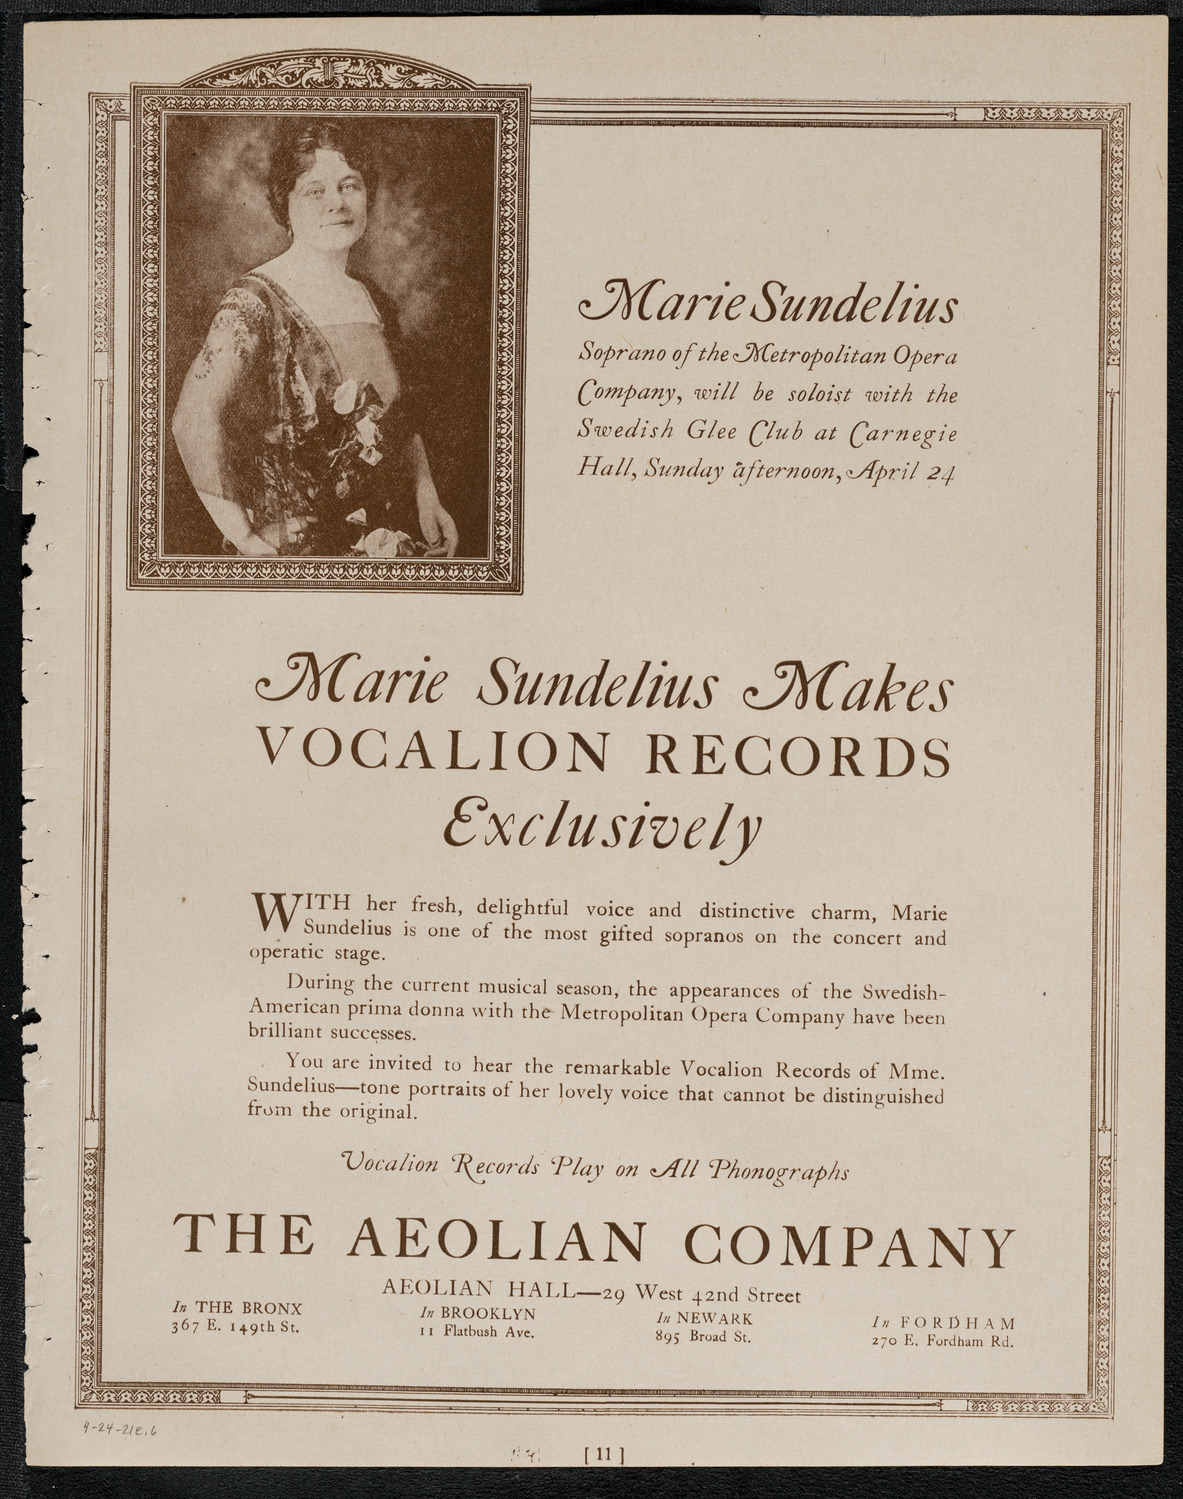 Marie Sundelius
Soprano of the Metropolitan Opera
Company, will be soloist with the
Swedish Glee Club at Carnegie
Hall, Sunday afternoon, April 24
Marie Sundelius Makes
VOCALION RECORDS
Exclusively
WITH her fresh, delightful voice and distinctive charm, Marie
Sundelius is one of the most gifted sopranos on the concert and
operatic stage.
During the current musical season, the appearances of the Swedish-
American prima donna with the Metropolitan Opera Company have been
brilliant successes.
You are invited to hear the remarkable Vocalion Records of Mme.
Sundelius—tone portraits of her lovely voice that cannot be distinguished
from the original.
Vocalion Records Play on All Phonographs
THE AEOLIAN COMPANY
AEOLIAN HALL—29 West 42nd Street
In THE BRONX
367 E. 149th St.
In BROOKLYN
11 Flatbush Ave.
In NEWARK
895 Broad St.
In FORDHAM
270 E. Fordham Rd.
4-24-21E.6
[ 11 ]